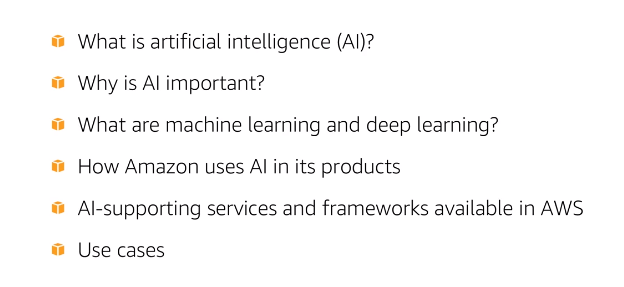 What is artificial intelligence (AI)?
Why is AI important?
What are machine learning and deep learning?
How Amazon uses AI in its products
AI-supporting services and frameworks available in AWS
Use cases